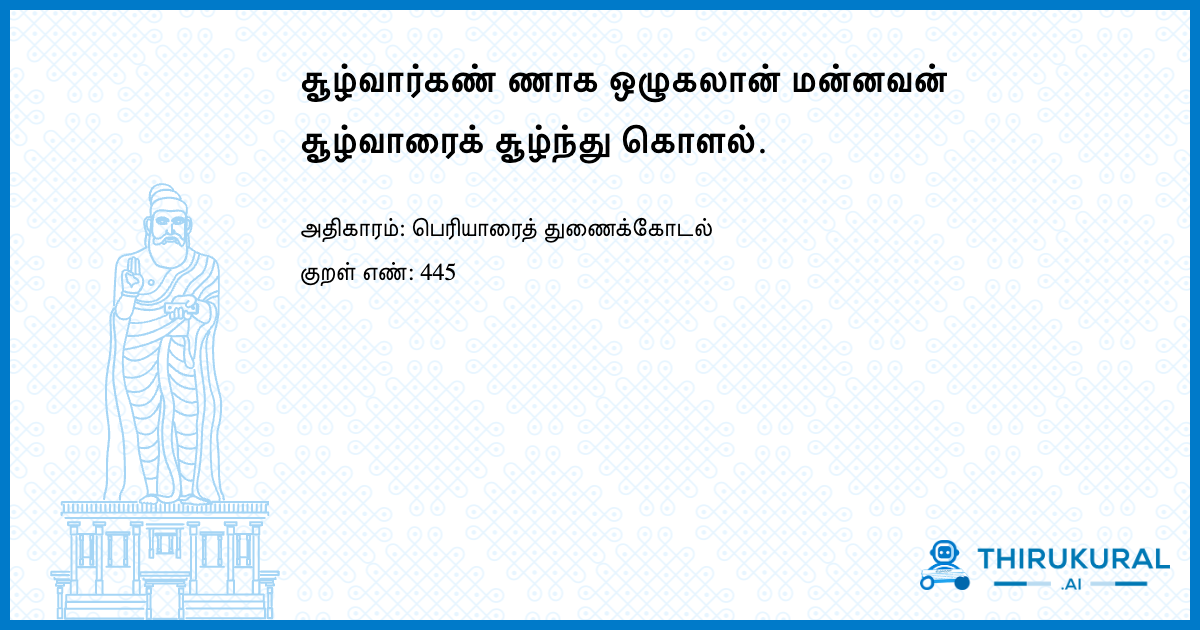 சூழ்வார்கண் ணாக ஒழுகலான் மன்னவன்
சூழ்வாரைக் சூழ்ந்து கொளல்.
அதிகாரம்: பெரியாரைத் துணைக்கோடல்
குறள் எண்: 445
THIRUKURAL
.AI